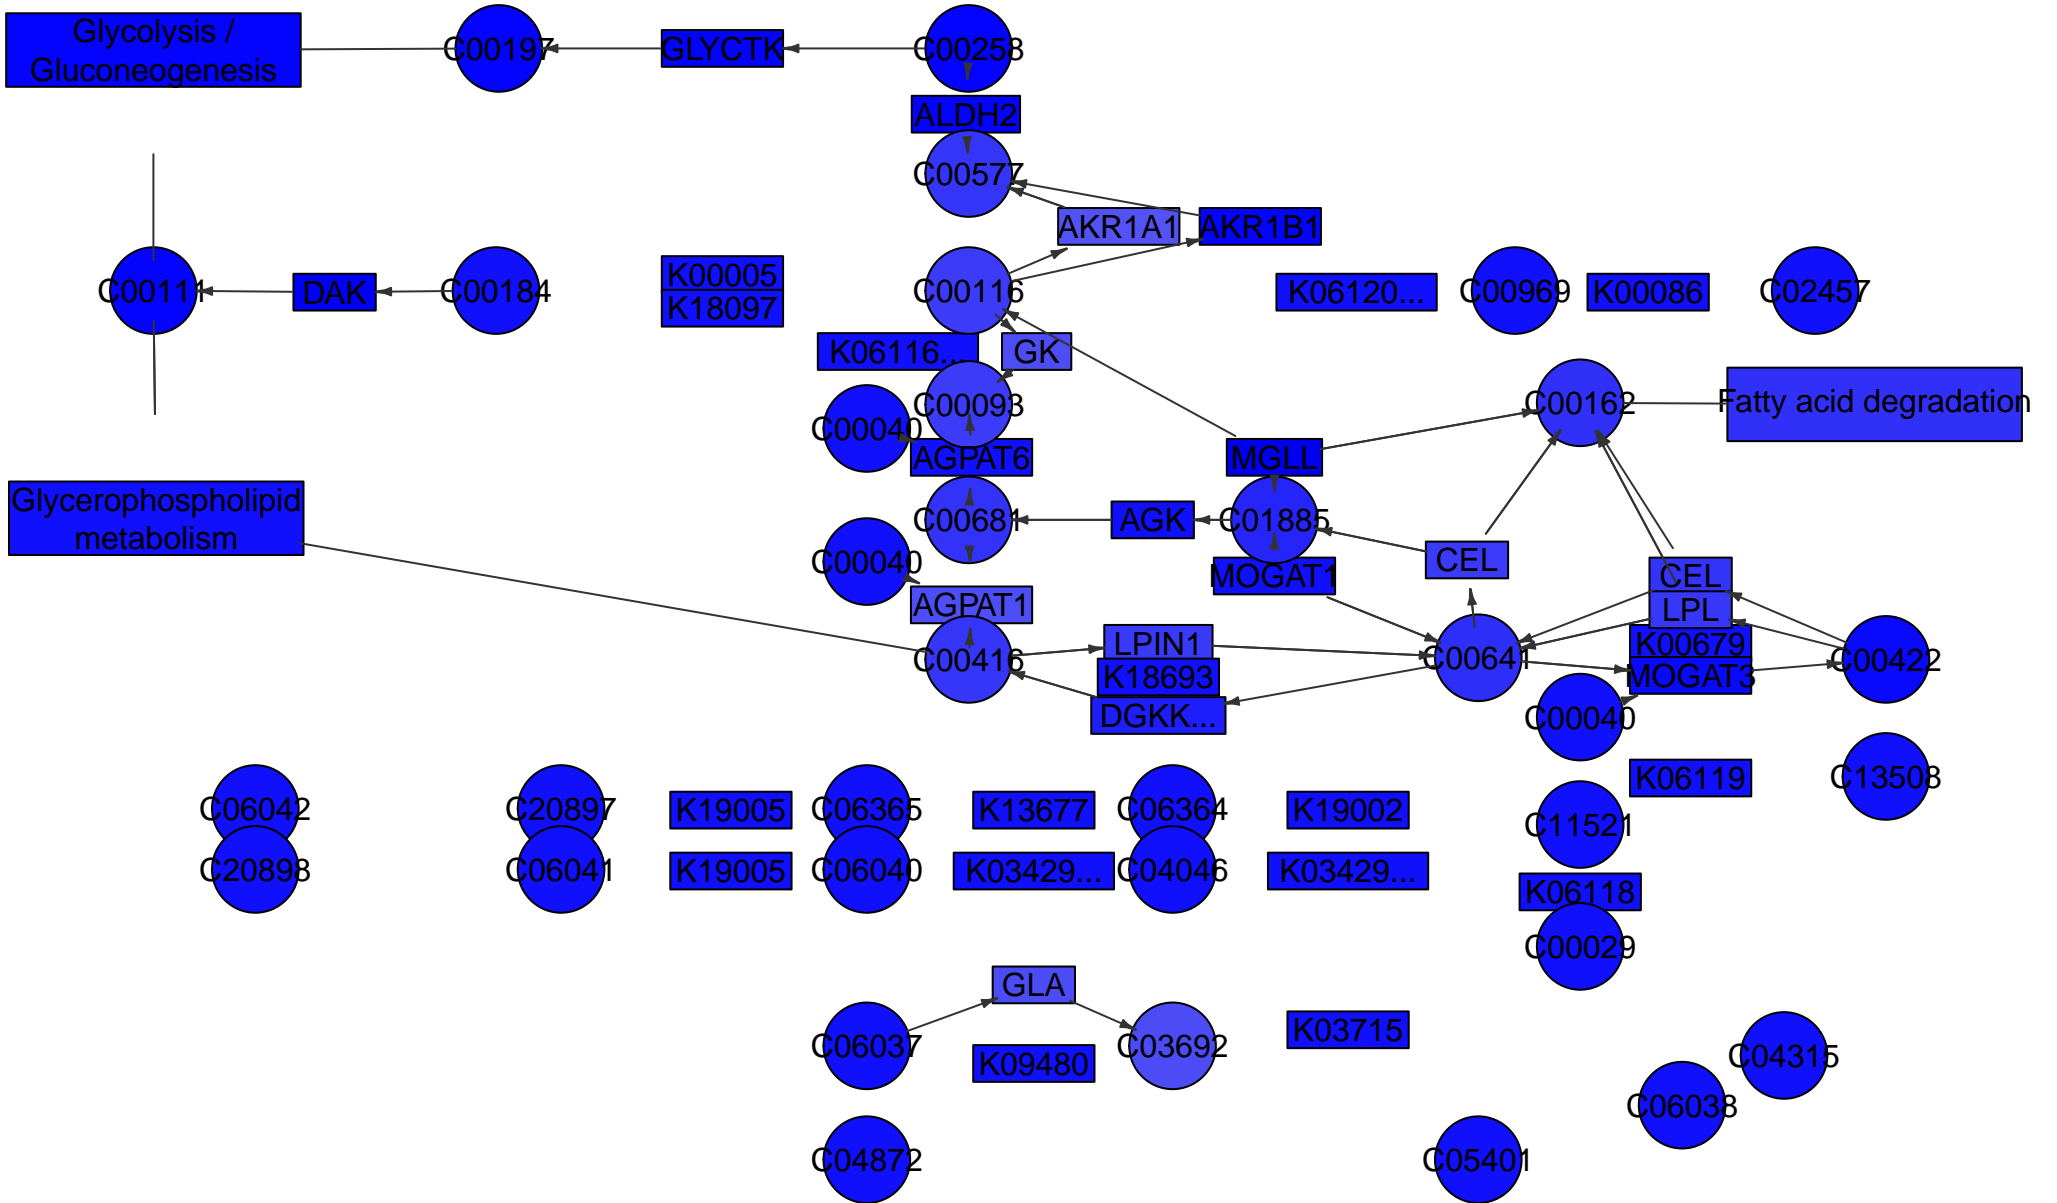 Glycolysis /
Gluconeogenesis
C00197
GLYCTK
C00258
ALDH2
C00577
AKR1A1
AKR1B1
C00111
DAK
C00184
K00005
K18097
C00116
K06120...
C00969
K00086
C02457
K06116...
GK
C00093
C00162
Fatty acid degradation
C00040
AGPAT6
MGLL
Glycerophospholipid
metabolism
C00681
AGK
C01885
C00040
MOGAT1
CEL
CEL
AGPAT1
LPL
C00416
LPIN1
K18693
DGKK...
C00641
K00679
MOGAT3
C00422
C00040
K06119
C13508
C06042
C20897
K19005
C06365
K13677
C06364
K19002
C11521
C20898
C06041
K19005
C06040
K03429...
C04046
K03429...
K06118
C00029
GLA
C06037
K09480
C03692
K03715
C04315
C06038
C04872
C05401